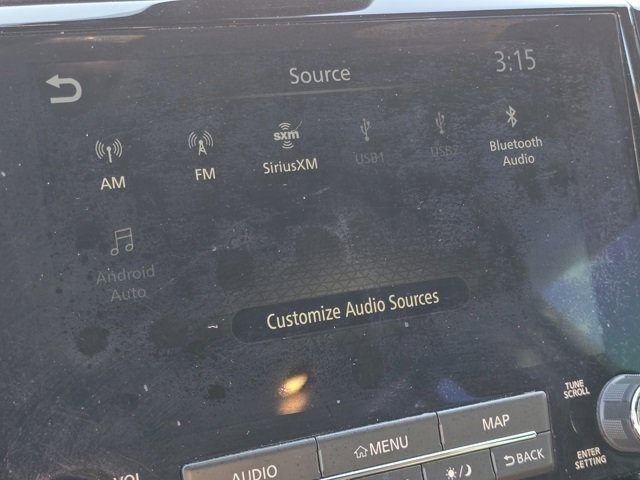 Source
3:15
AM
FM
sxm
SiriusXM
USB1
USB2
Bluetooth
Audio
Android
Auto
Customize Audio Sources
TUNE
SCROLL
VOL
AUDIO
MENU
MAP
BACK
ENTER
SETTING